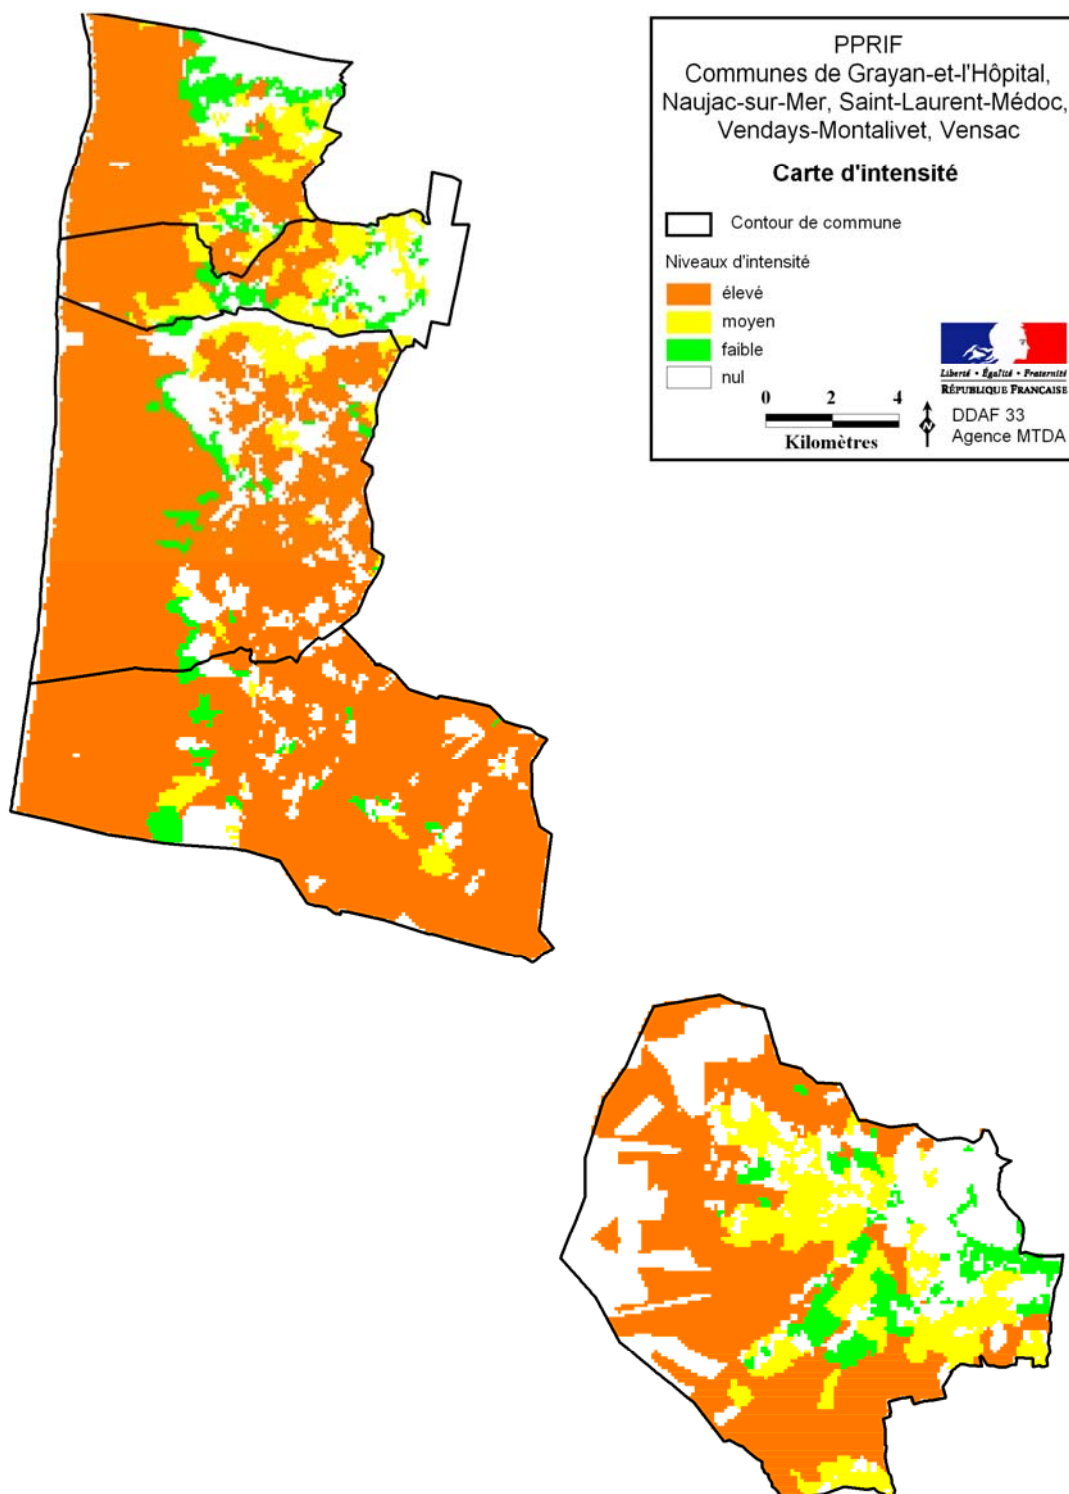 PPRIF
Communes de Grayan-et-l'Hôpital,
Naujac-sur-Mer, Saint-Laurent-Médoc,
Vendays-Montalivet, Vensac
Carte d'intensité
Contour de commune
Niveaux d'intensité
élevé
moyen
faible
nul
Liberté • Égalité • Fraternité
RÉPUBLIQUE FRANÇAISE
0 2 4
Kilomètres
N
DDAF 33
Agence MTDA